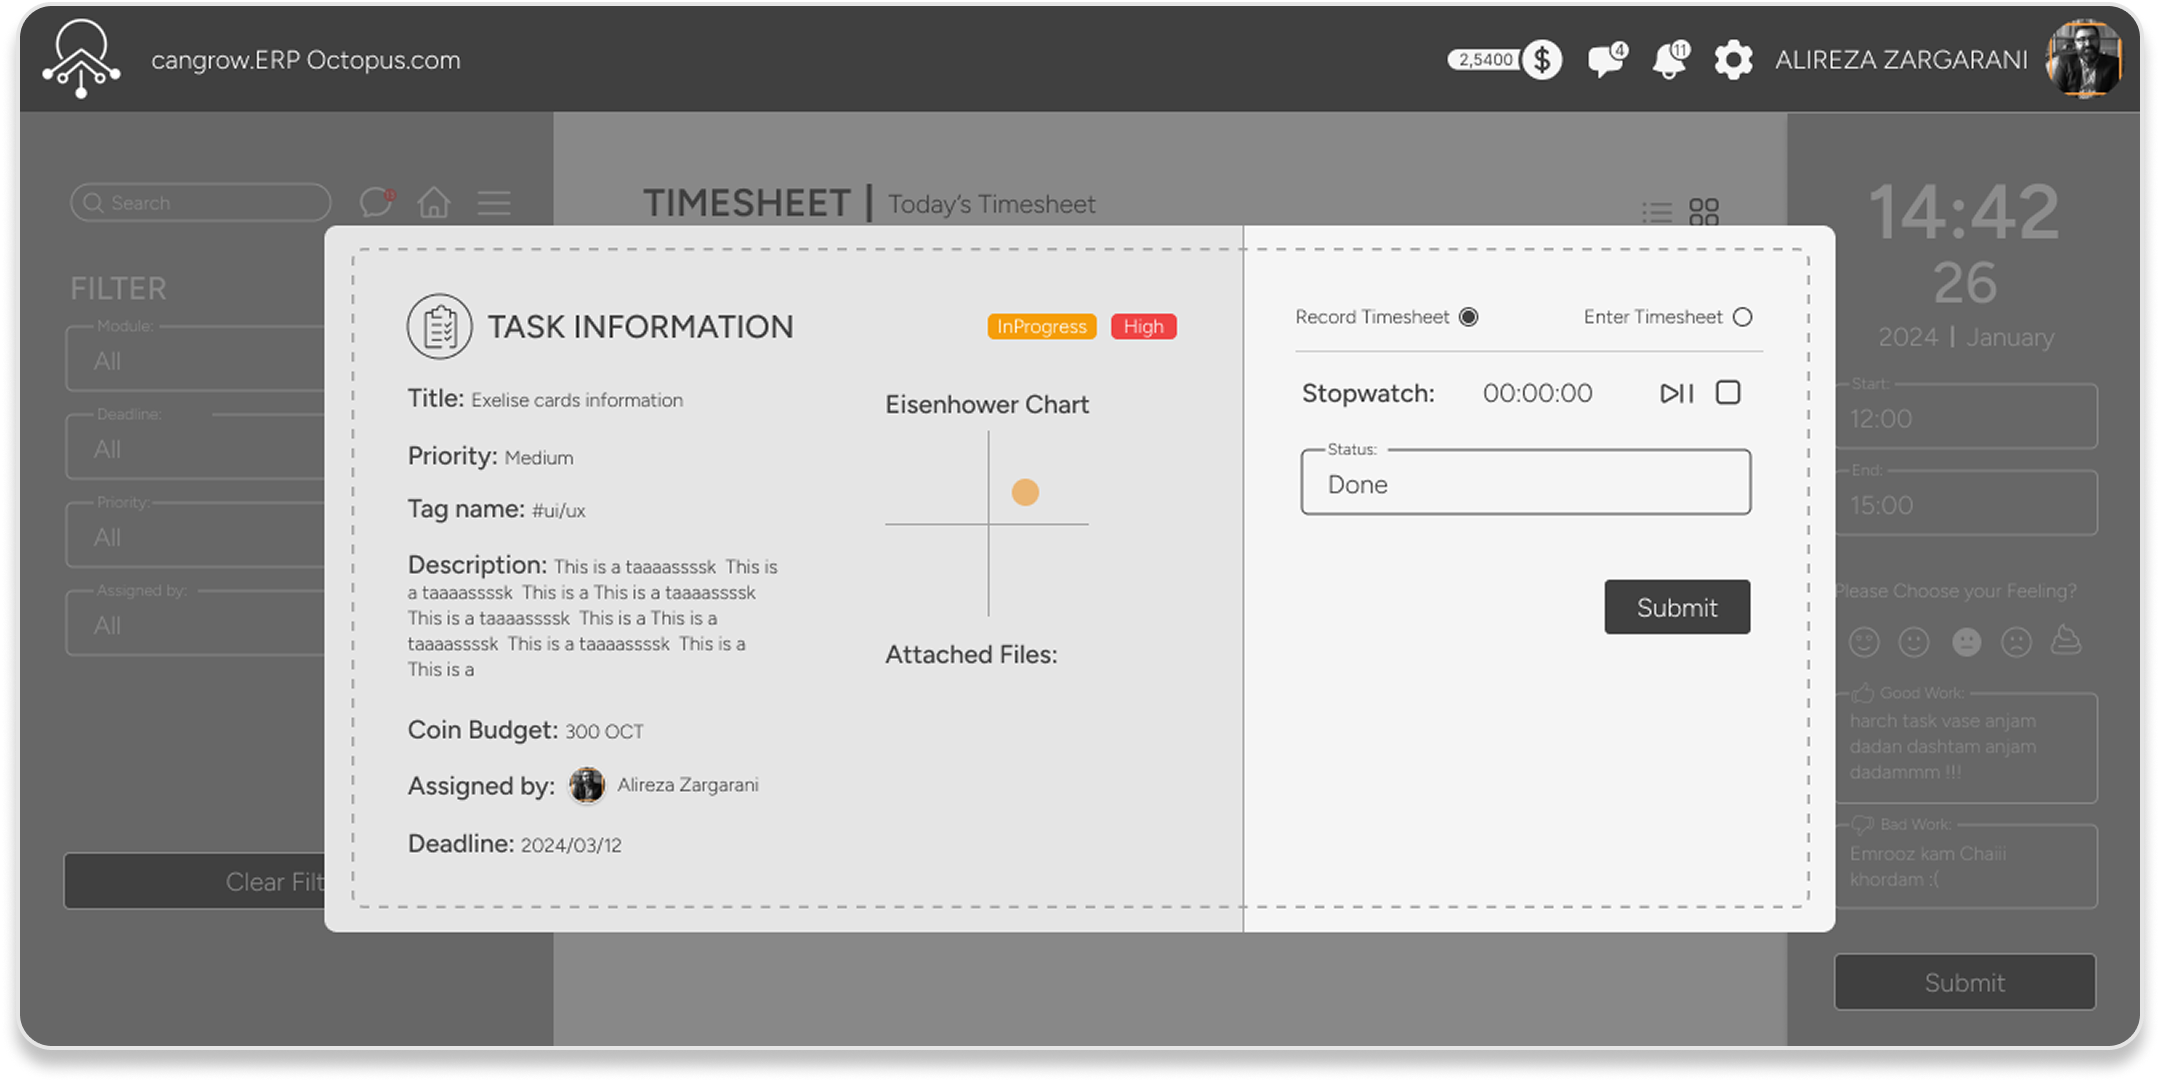 cangrow.ERP Octopus.com
2,5400
$
4
11
ALIREZA ZARGARANI
Search
TIMESHEET | Today's Timesheet
14:42
26
2024 | January
FILTER
Module:
All
Deadline:
All
Priority:
All
Assigned by:
All
Clear Filt
TASK INFORMATION
InProgress
High
Title: Exelise cards information
Priority: Medium
Tag name: #ui/ux
Description: This is a taaaassssk This is
a taaaassssk This is a This is a taaaassssk
This is a taaaassssk This is a This is a
taaaassssk This is a taaaassssk This is a
This is a
Coin Budget: 300 OCT
Assigned by: Alireza Zargarani
Deadline: 2024/03/12
Eisenhower Chart
Attached Files:
Record Timesheet
Enter Timesheet
Stopwatch: 00:00:00
Status:
Done
Submit
Start:
12:00
End:
15:00
Please Choose your Feeling?
Good Work:
harch task vase anjam
dadan dashtam anjam
dadammm !!!
Bad Work:
Emrooz kam Chaiii
khordam :(
Submit